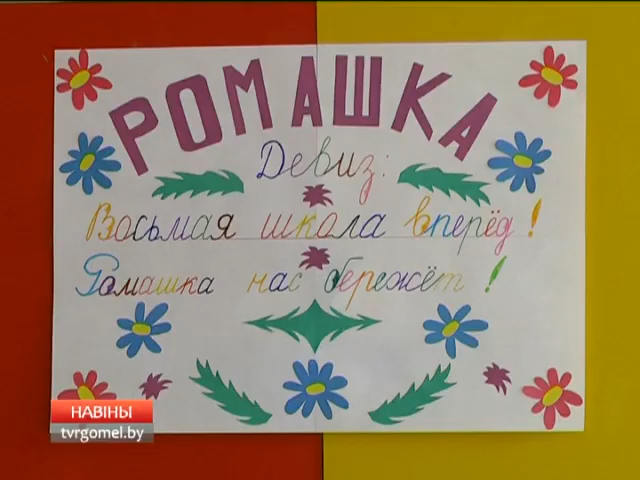 РОМАШКА
Девиз:
Восьмая школа вперёд!
Ромашка нас бережёт!
НАВІНЫ
tvrgomel.by